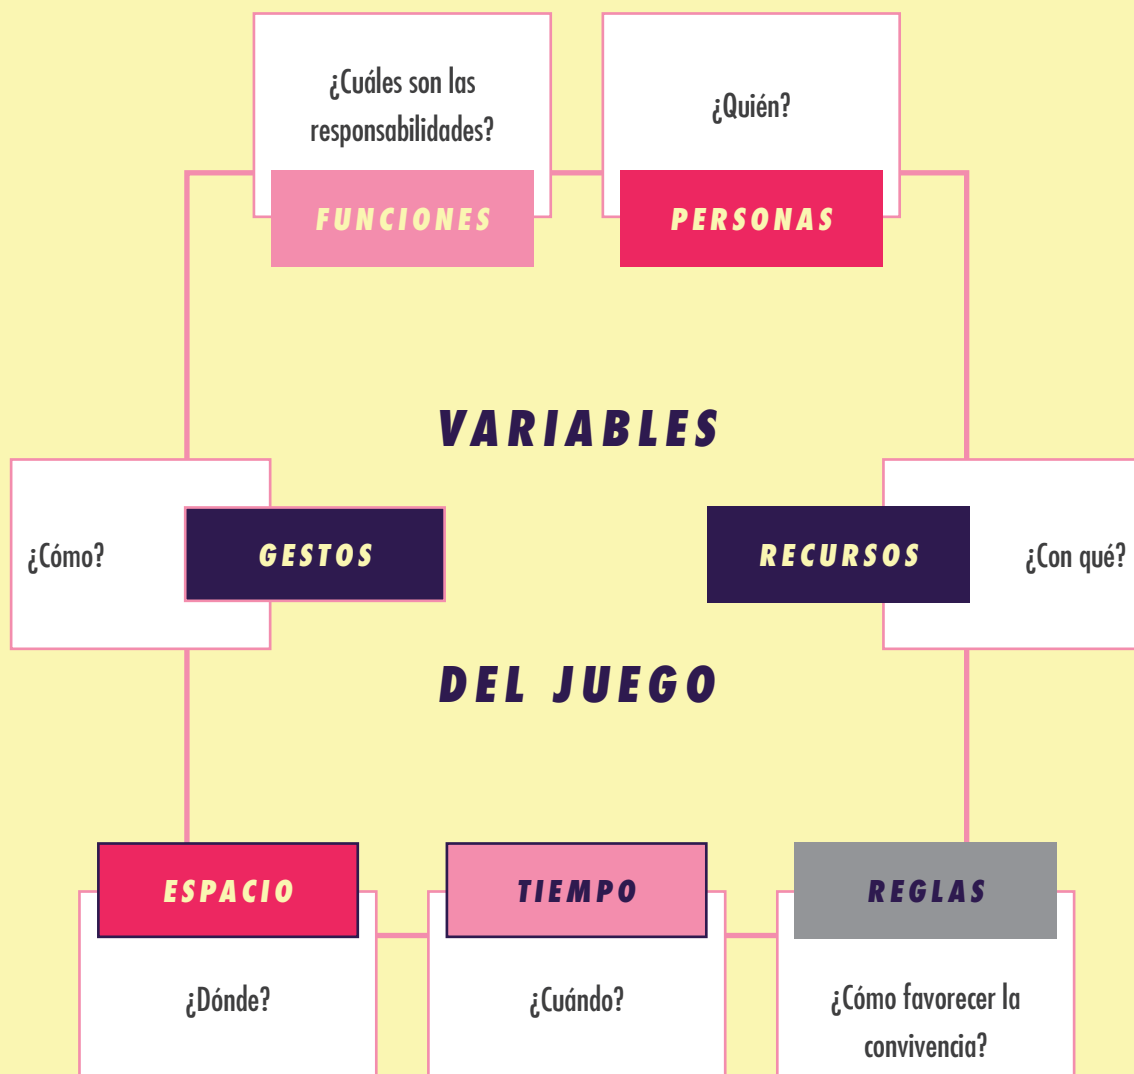 ¿Cuáles son las
responsabilidades?
FUNCIONES
¿Quién?
PERSONAS
VARIABLES
¿Cómo?
GESTOS
RECURSOS
¿Con qué?
DEL JUEGO
ESPACIO
¿Dónde?
TIEMPO
¿Cuándo?
REGLAS
¿Cómo favorecer la
convivencia?